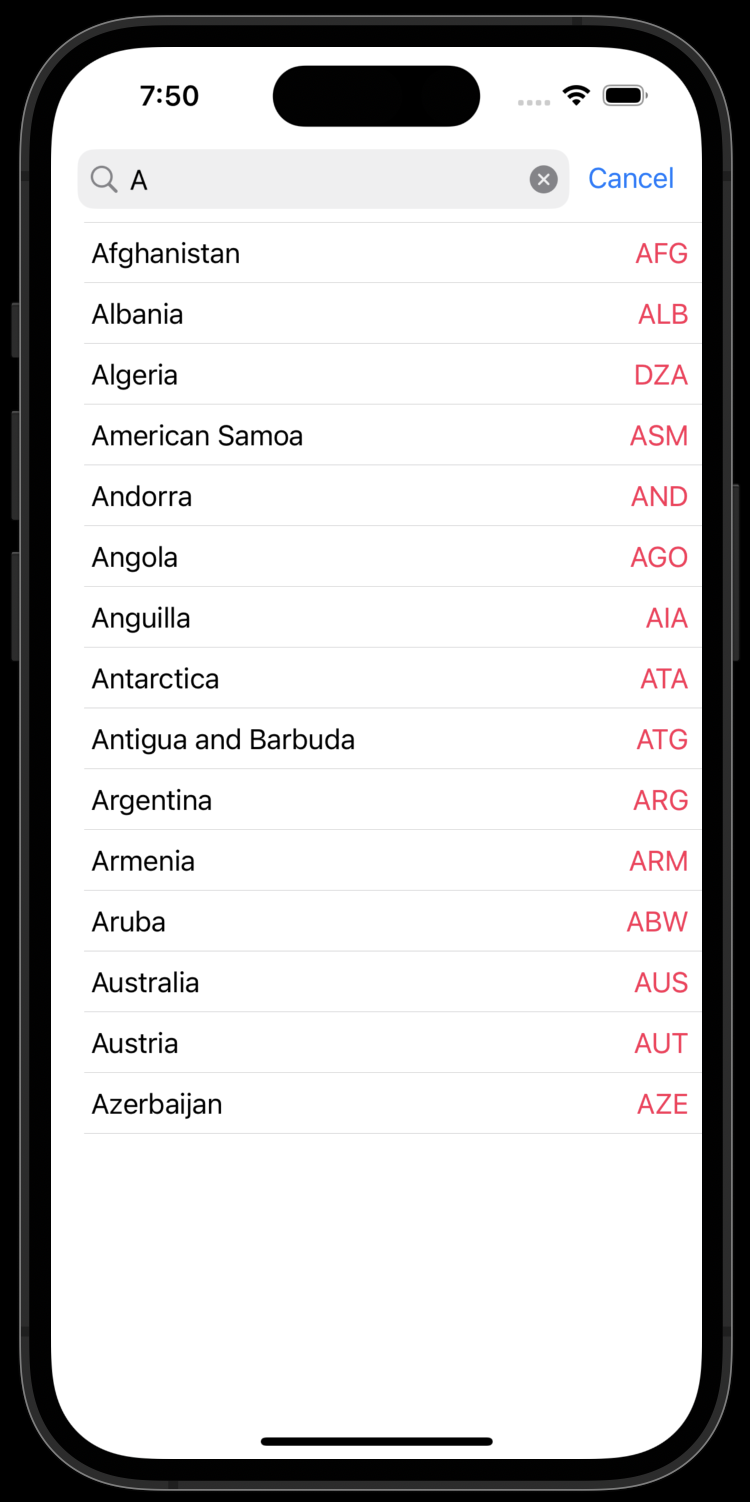 7:50
A Cancel
Afghanistan AFG
Albania ALB
Algeria DZA
American Samoa ASM
Andorra AND
Angola AGO
Anguilla AIA
Antarctica ATA
Antigua and Barbuda ATG
Argentina ARG
Armenia ARM
Aruba ABW
Australia AUS
Austria AUT
Azerbaijan AZE